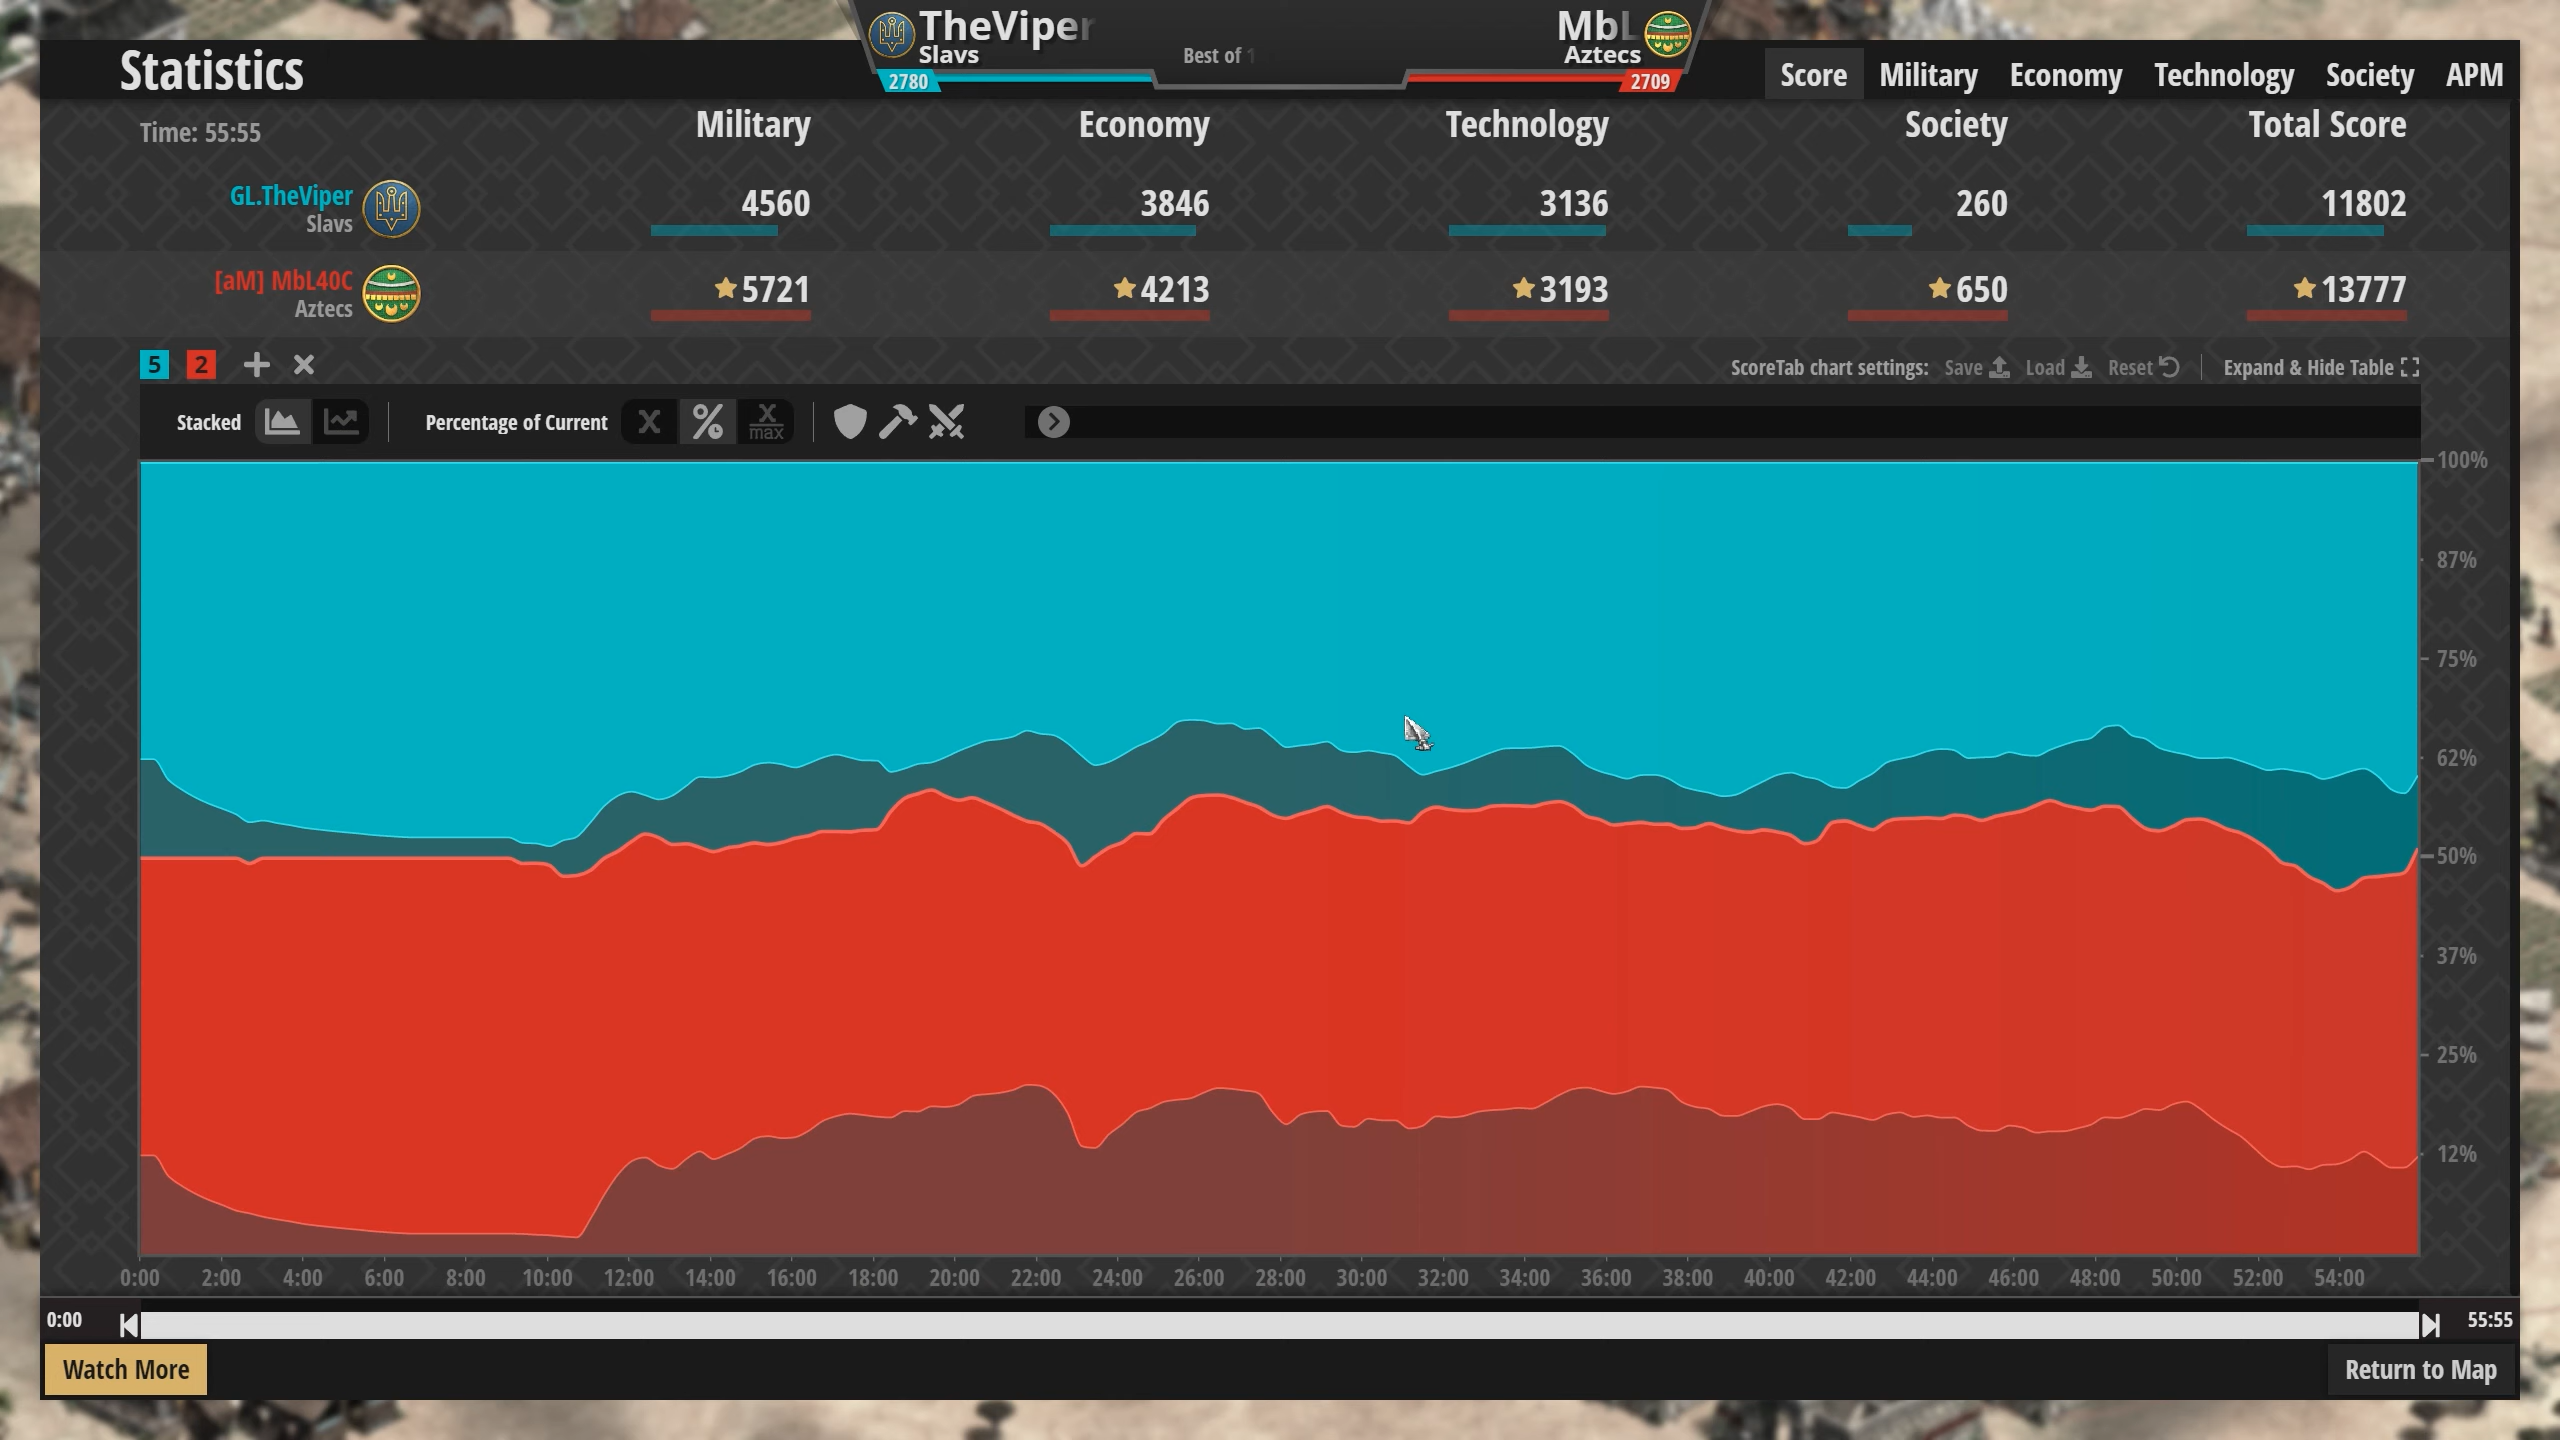 TheViper
Slavs
2780
Best of 1
MbL
Aztecs
2709
Statistics
Score Military Economy Technology Society APM
Time: 55:55 Military Economy Technology Society Total Score
GL.TheViper
Slavs
4560 3846 3136 260 11802
[aM] MbL40C
Aztecs
5721 4213 3193 650 13777
5 2
ScoreTab chart settings: Save Load Reset Expand & Hide Table
Stacked Percentage of Current X % X
max
100%
87%
75%
62%
50%
37%
25%
12%
0:00 2:00 4:00 6:00 8:00 10:00 12:00 14:00 16:00 18:00 20:00 22:00 24:00 26:00 28:00 30:00 32:00 34:00 36:00 38:00 40:00 42:00 44:00 46:00 48:00 50:00 52:00 54:00
0:00 55:55
Watch More Return to Map